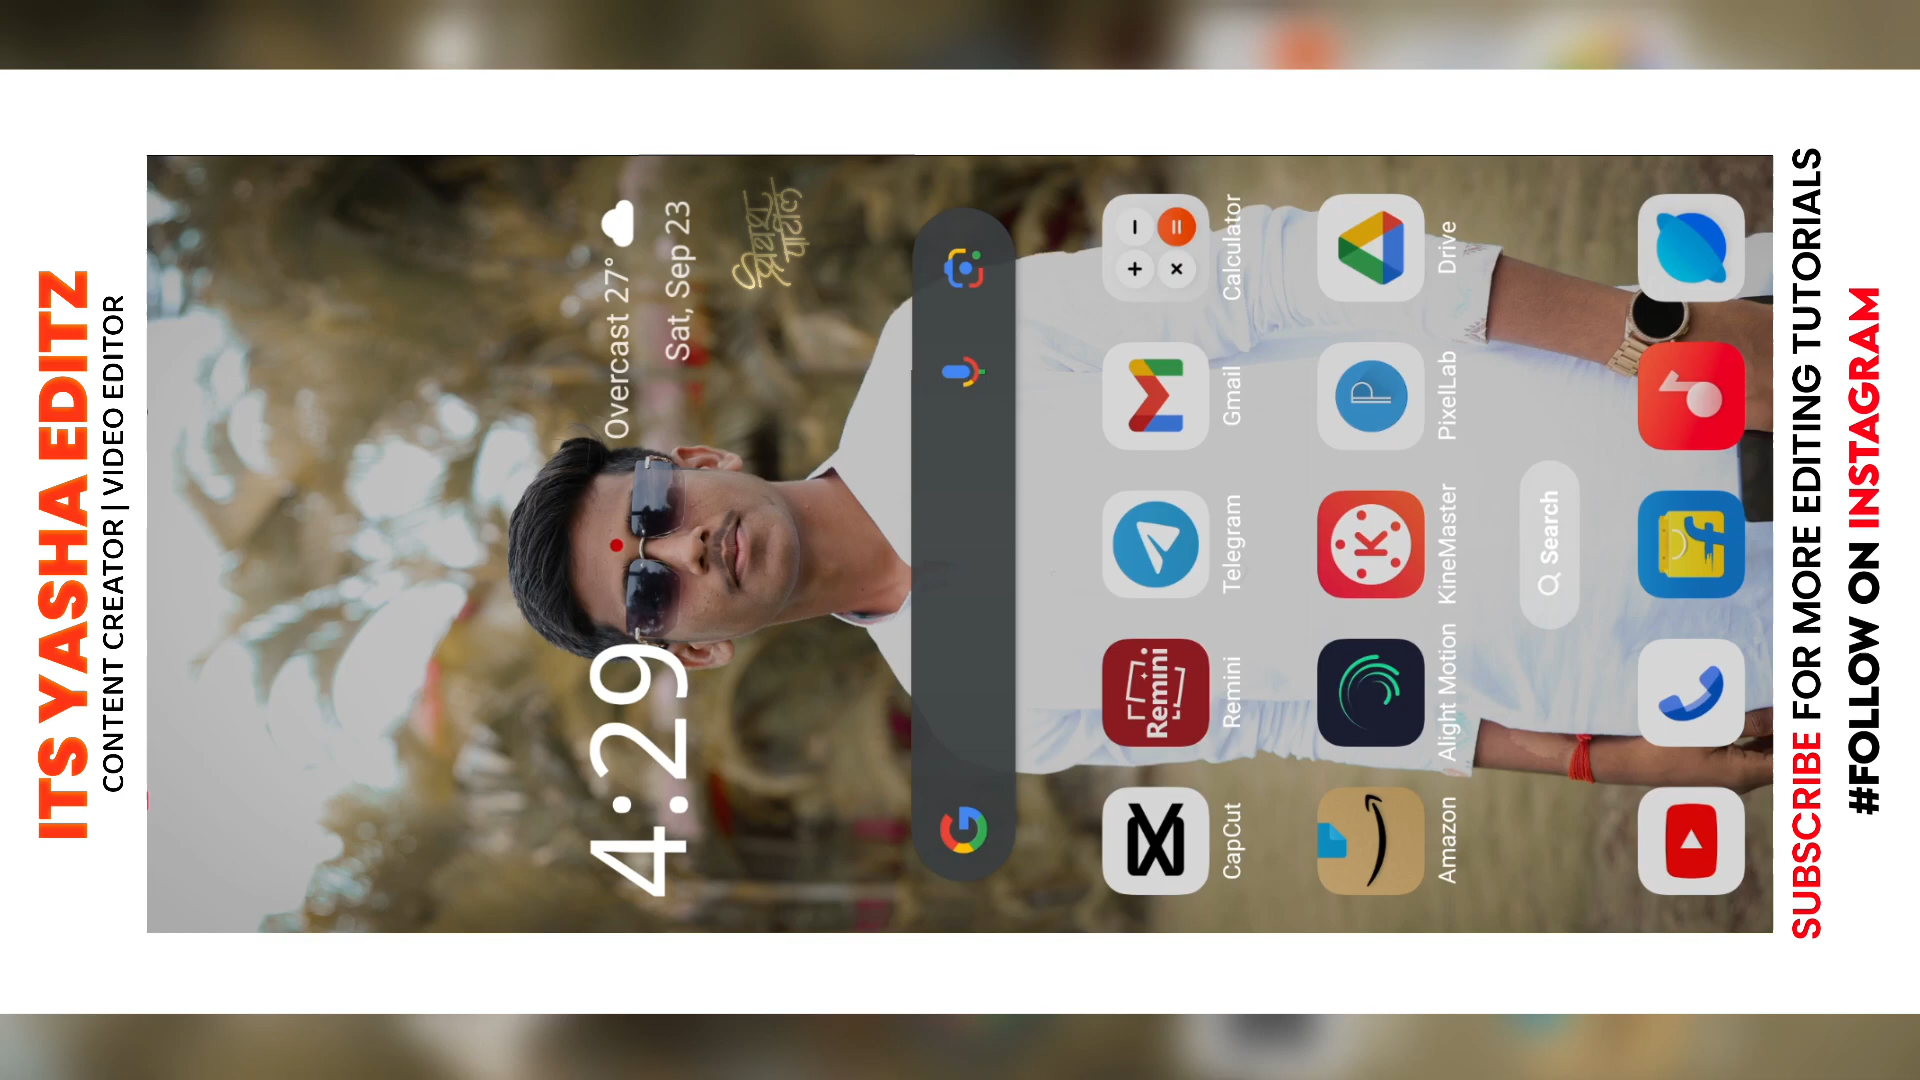 ITS YASHA EDITZ
CONTENT CREATOR | VIDEO EDITOR
4:29
Overcast 27°
Sat, Sep 23
पाटील
CapCut
Remini
Remini
Telegram
Gmail
Calculator
Amazon
Alight Motion
KineMaster
PixelLab
Drive
Search
SUBSCRIBE FOR MORE EDITING TUTORIALS
#FOLLOW ON INSTAGRAM